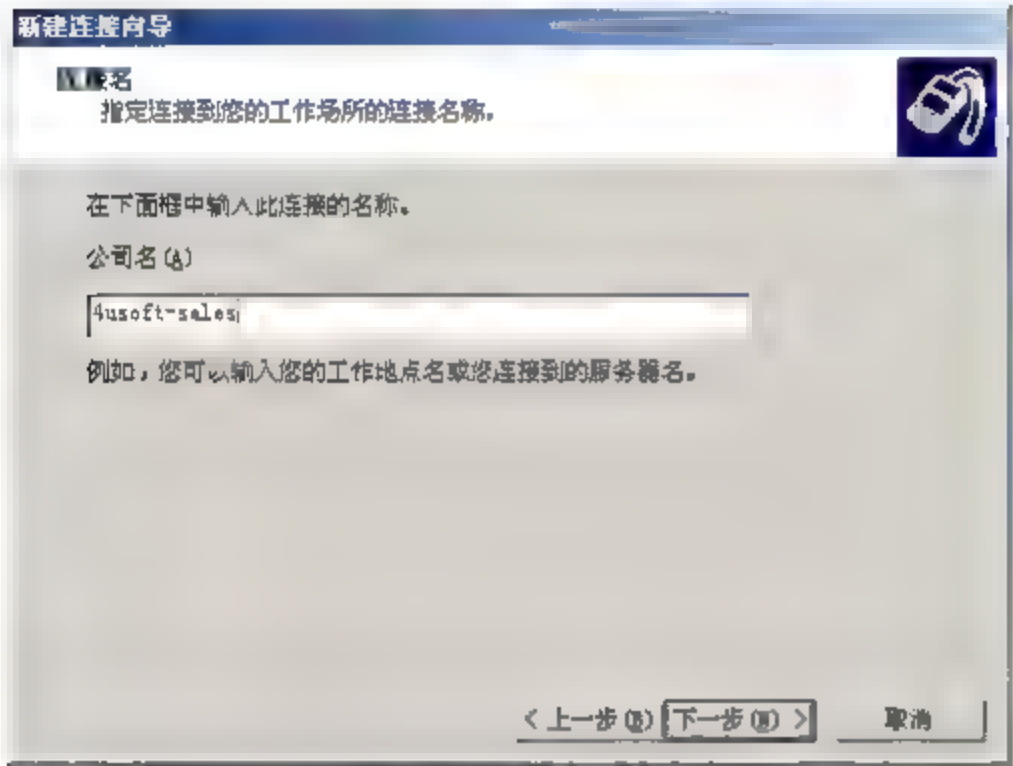 新建连接向导
接名
指定连接到您的工作场所的连接名称。
在下面框中输入此连接的名称。
公司名(A)
4usoft-sales
例如，您可以输入您的工作地点名或您连接到的服务器名。
< 上一步(B) 下一步(N) > 取消